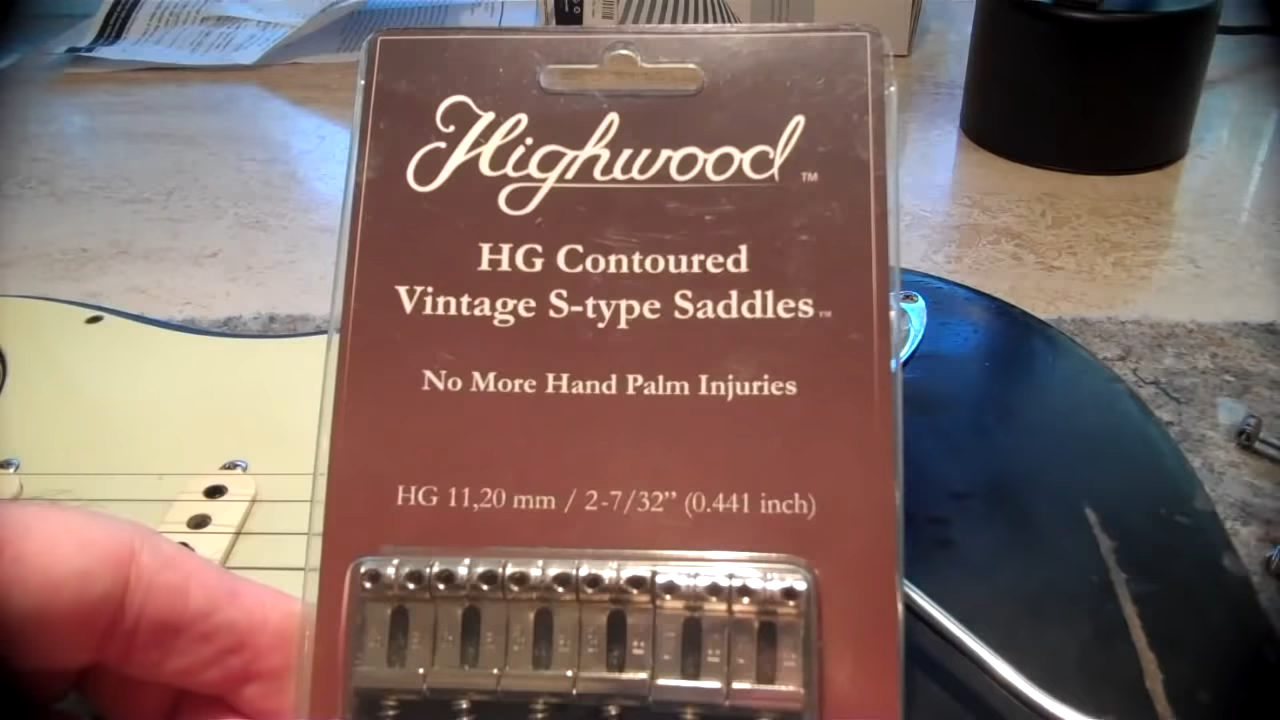 Highwood™
HG Contoured
Vintage S-type Saddles™
No More Hand Palm Injuries
HG 11,20 mm / 2-7/32” (0.441 inch)